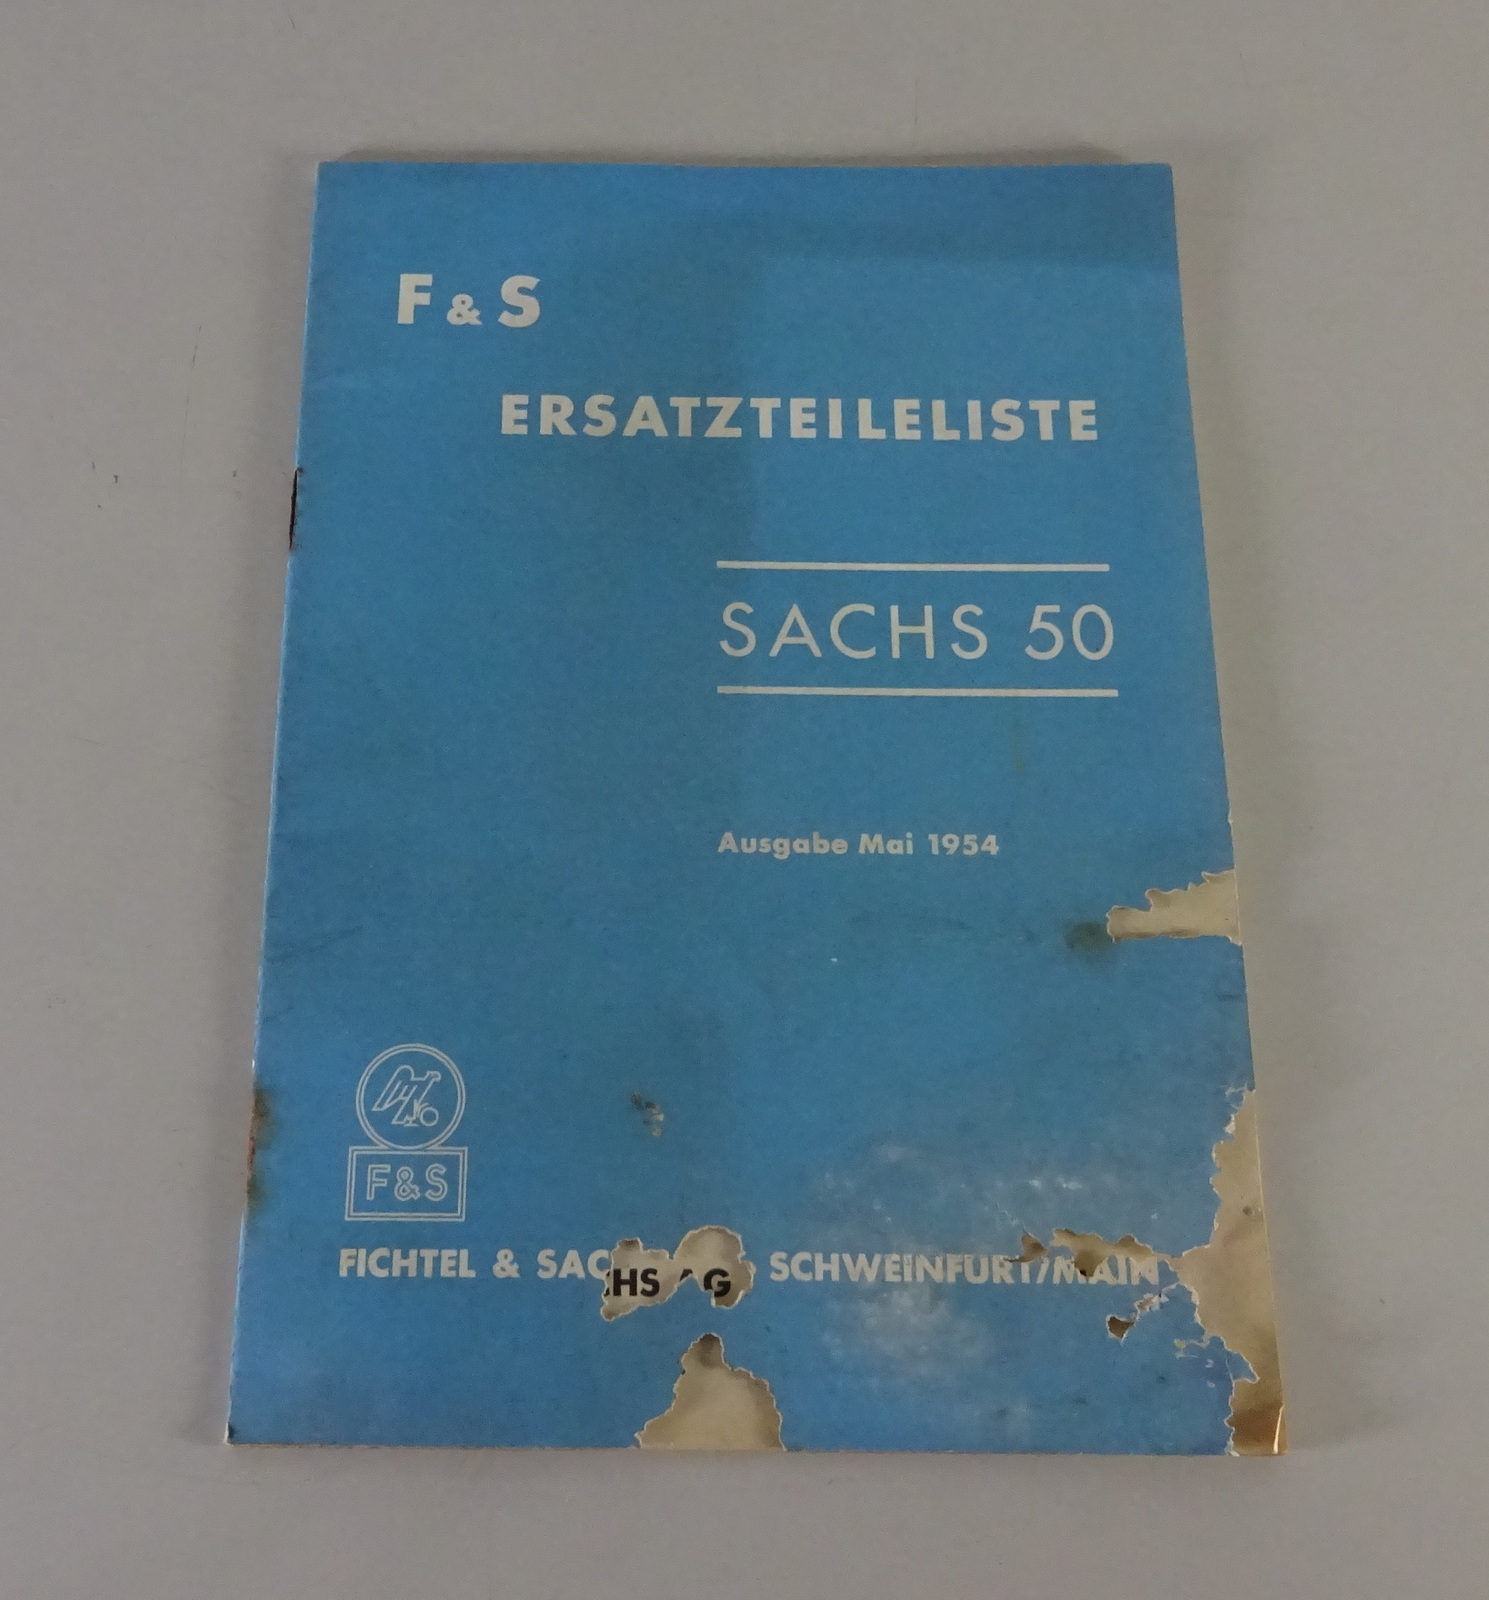 F & S
ERSATZTEILELISTE
SACHS 50
Ausgabe Mai 1954
F&S
FICHTEL & SACHS AG SCHWEINFURT/MAIN